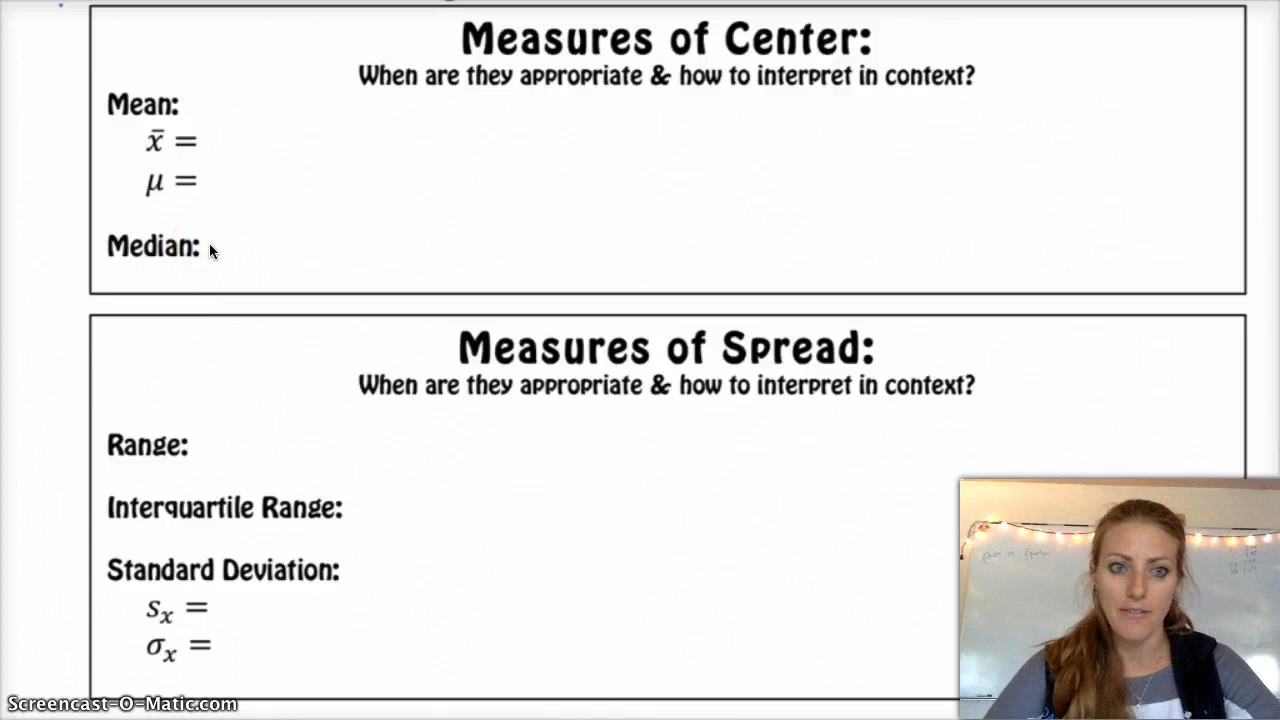 Measures of Center:
When are they appropriate & how to interpret in context?
Mean:
x̄ =
μ =
Median:
Measures of Spread:
When are they appropriate & how to interpret in context?
Range:
Interquartile Range:
Standard Deviation:
sₓ =
σₓ =
Screencast-O-Matic.com